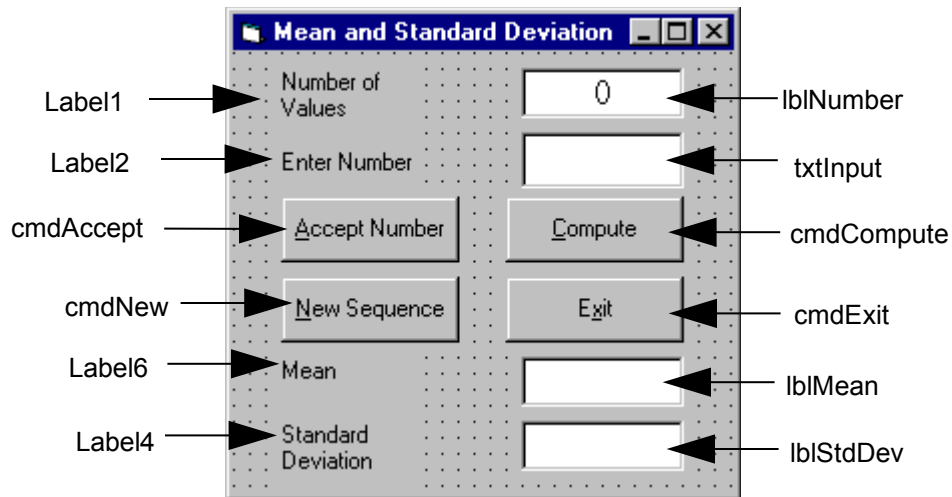 Mean and Standard Deviation
Label1
Number of
Values
0
lblNumber
Label2
Enter Number
txtInput
cmdAccept
Accept Number
Compute
cmdCompute
cmdNew
New Sequence
Exit
cmdExit
Label6
Mean
lblMean
Label4
Standard
Deviation
lblStdDev